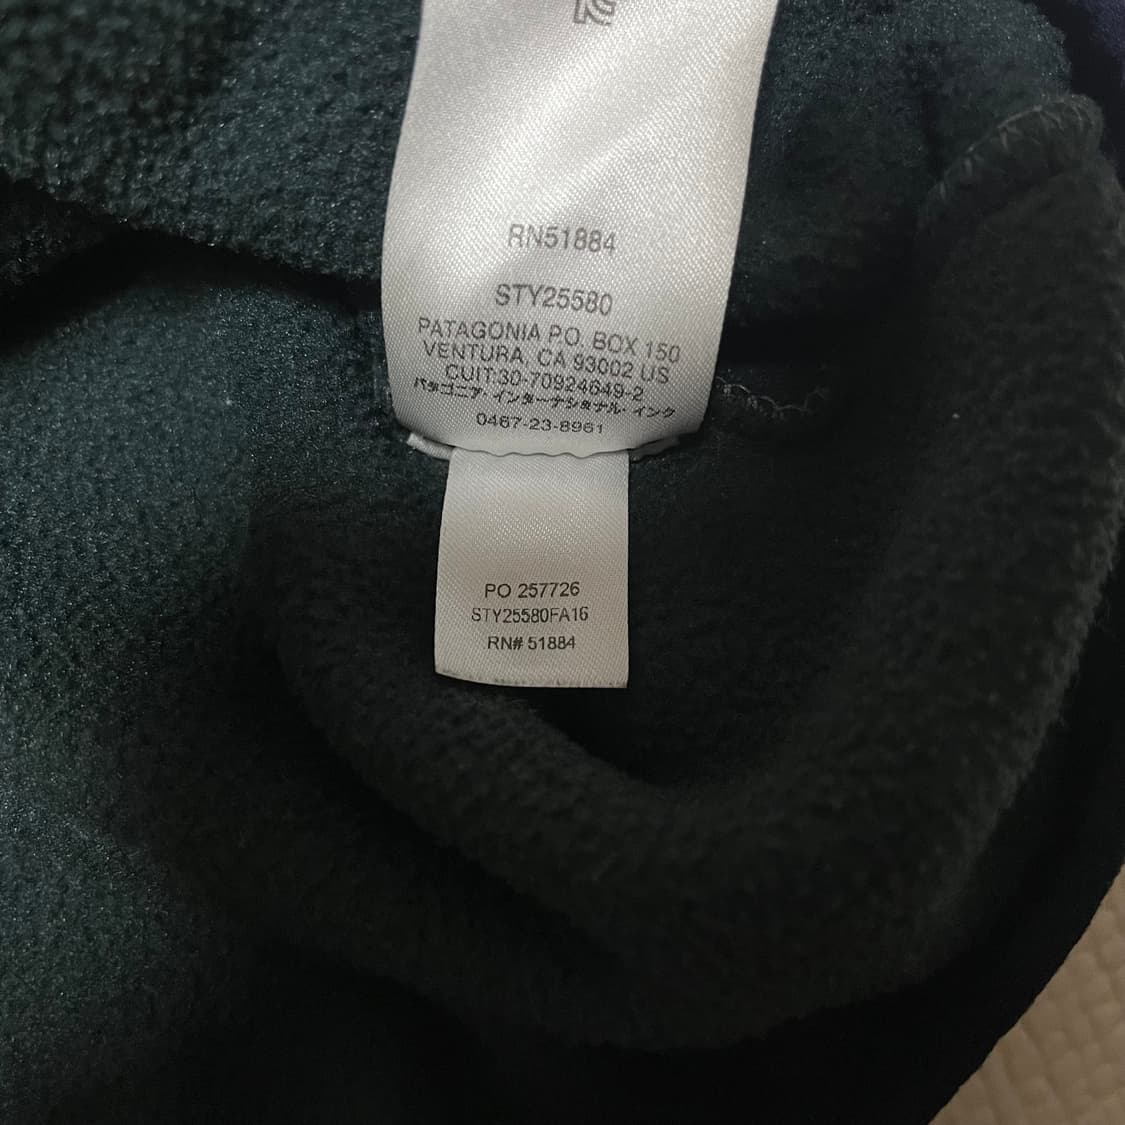 RN51884
STY25580
PATAGONIA P.O. BOX 150
VENTURA, CA 93002 US
CUIT:30-70924649-2
パタゴニア・インターナショナル・インク
0467-23-8961
PO 257726
STY25580FA16
RN# 51884